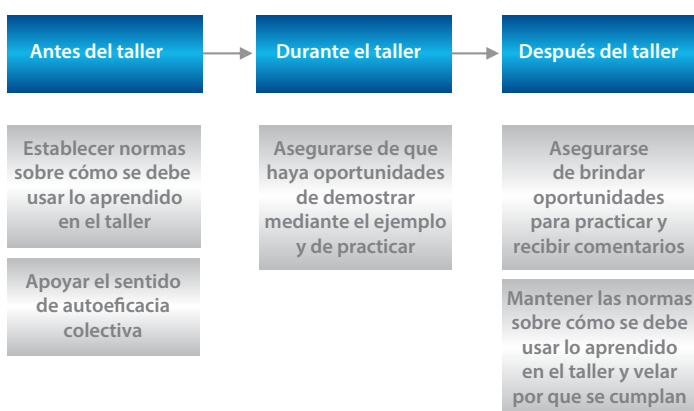 Antes del taller
Durante el taller
Después del taller
Establecer normas
sobre cómo se debe
usar lo aprendido
en el taller
Apoyar el sentido
de autoeficacia
colectiva
Asegurarse de que
haya oportunidades
de demostrar
mediante el ejemplo
y de practicar
Asegurarse
de brindar
oportunidades
para practicar y
recibir comentarios
Mantener las normas
sobre cómo se debe
usar lo aprendido
en el taller y velar
por que se cumplan